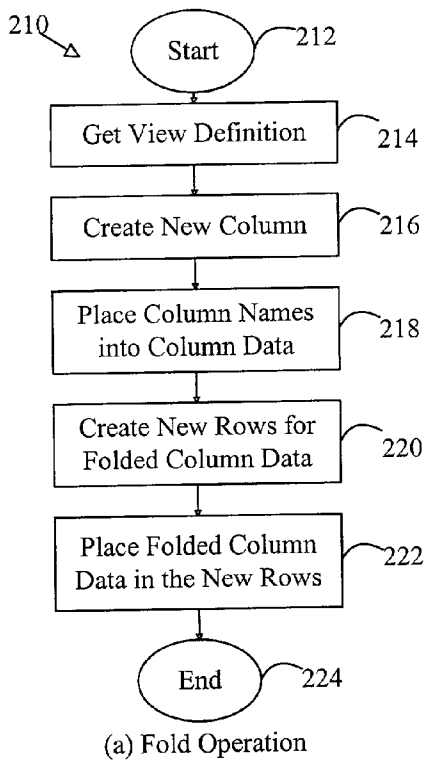 210
Start
212
Get View Definition
214
Create New Column
216
Place Column Names
into Column Data
218
Create New Rows for
Folded Column Data
220
Place Folded Column
Data in the New Rows
222
End
224
(a) Fold Operation